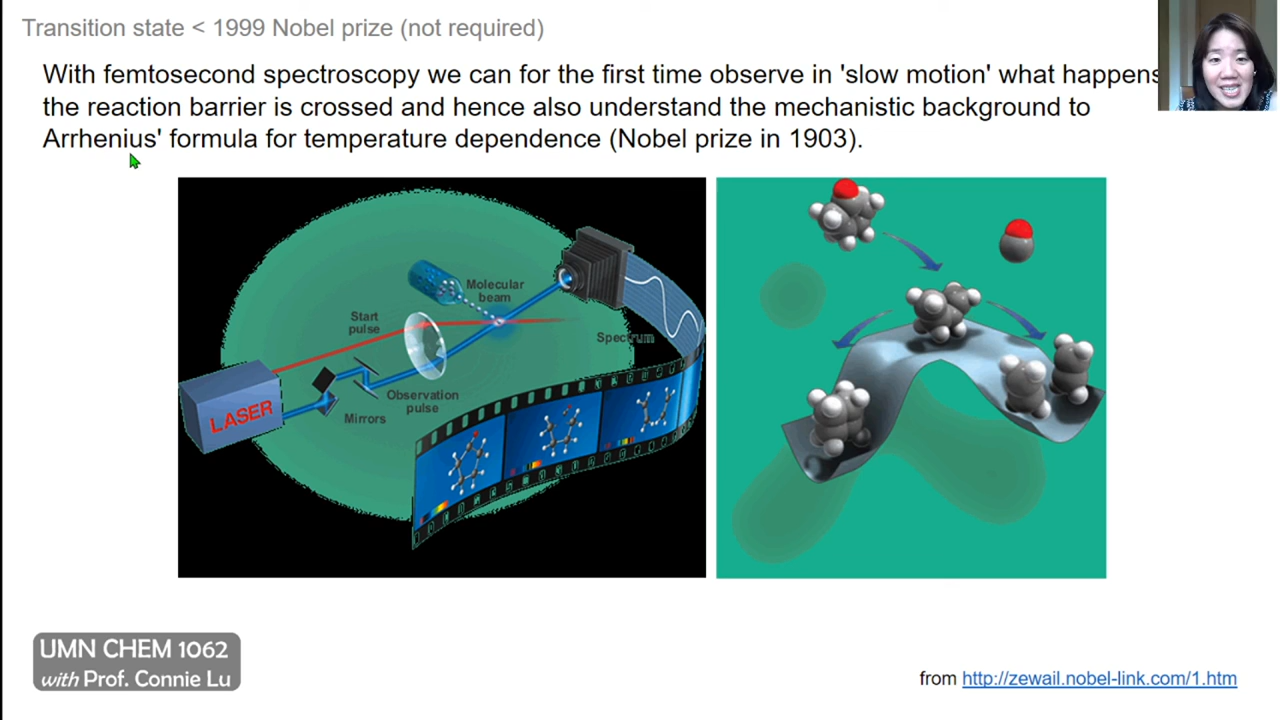 Transition state < 1999 Nobel prize (not required)
With femtosecond spectroscopy we can for the first time observe in 'slow motion' what happens
the reaction barrier is crossed and hence also understand the mechanistic background to
Arrhenius' formula for temperature dependence (Nobel prize in 1903).
Molecular
beam
Start
pulse
Spectrum
Observation
pulse
LASER
Mirrors
UMN CHEM 1062
with Prof. Connie Lu
from http://zewail.nobel-link.com/1.htm